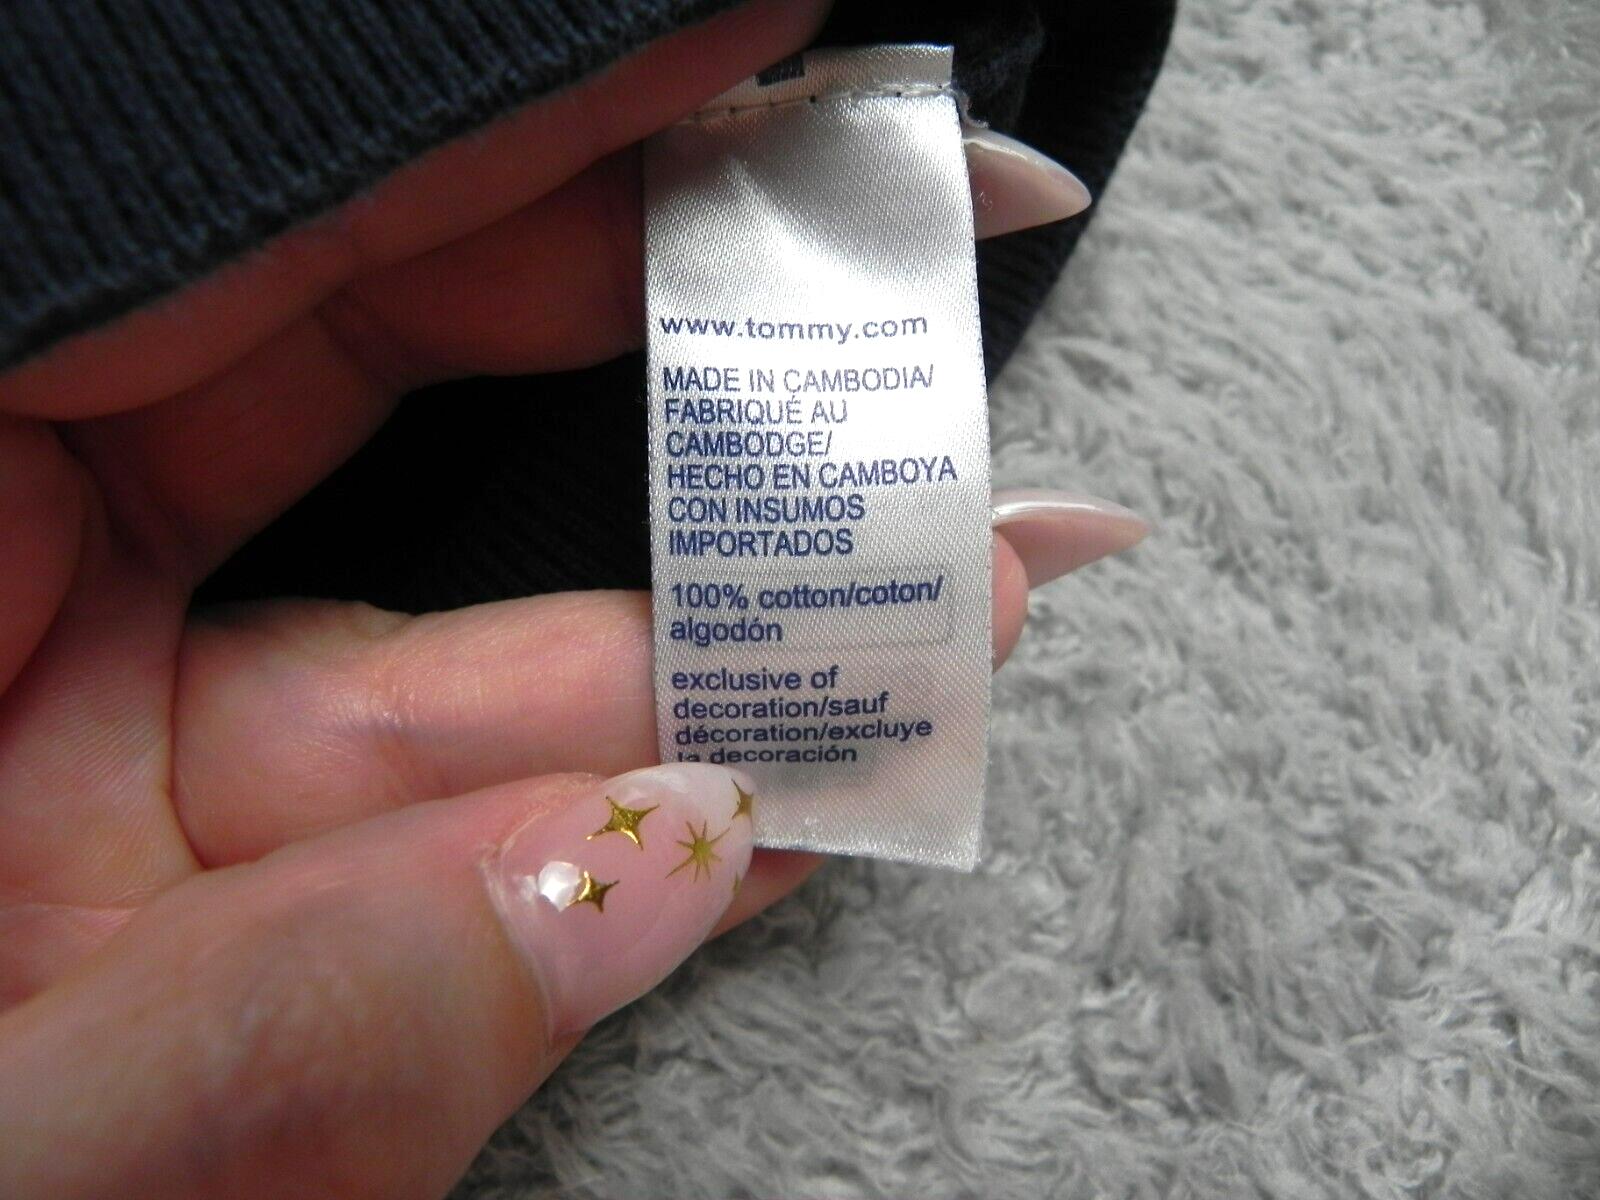 www.tommy.com
MADE IN CAMBODIA/
FABRIQUÉ AU
CAMBODGE/
HECHO EN CAMBOYA
CON INSUMOS
IMPORTADOS
100% cotton/coton/
algodón
exclusive of
decoration/sauf
décoration/excluye
la decoración